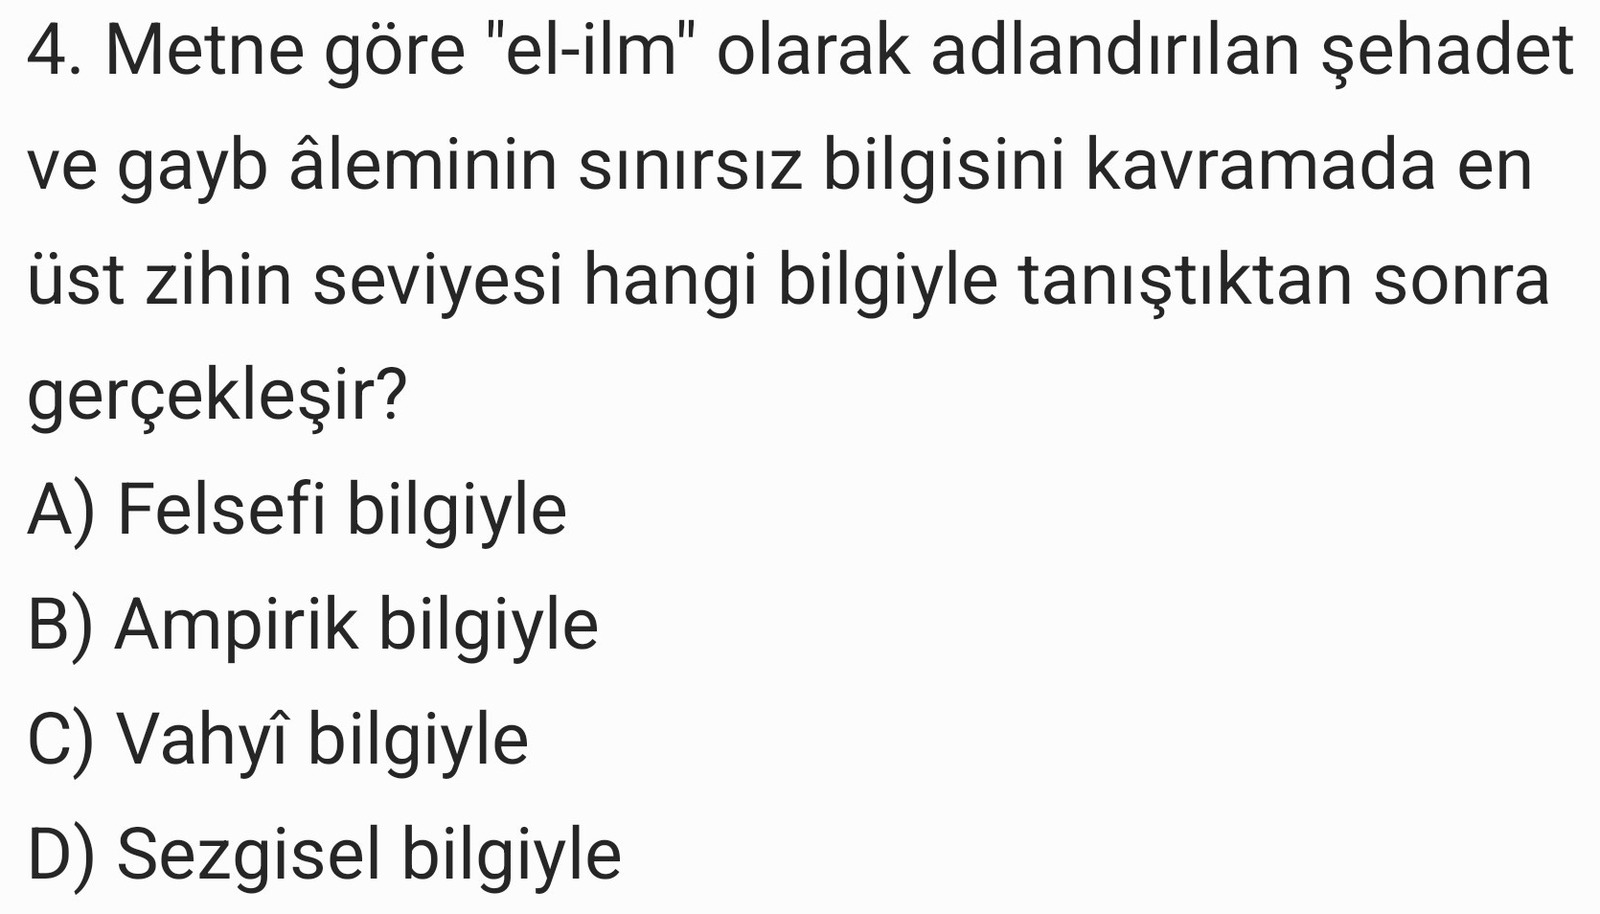 4. Metne göre "el-ilm" olarak adlandırılan şehadet
ve gayb âleminin sınırsız bilgisini kavramada en
üst zihin seviyesi hangi bilgiyle tanıştıktan sonra
gerçekleşir?
A) Felsefi bilgiyle
B) Ampirik bilgiyle
C) Vahyî bilgiyle
D) Sezgisel bilgiyle